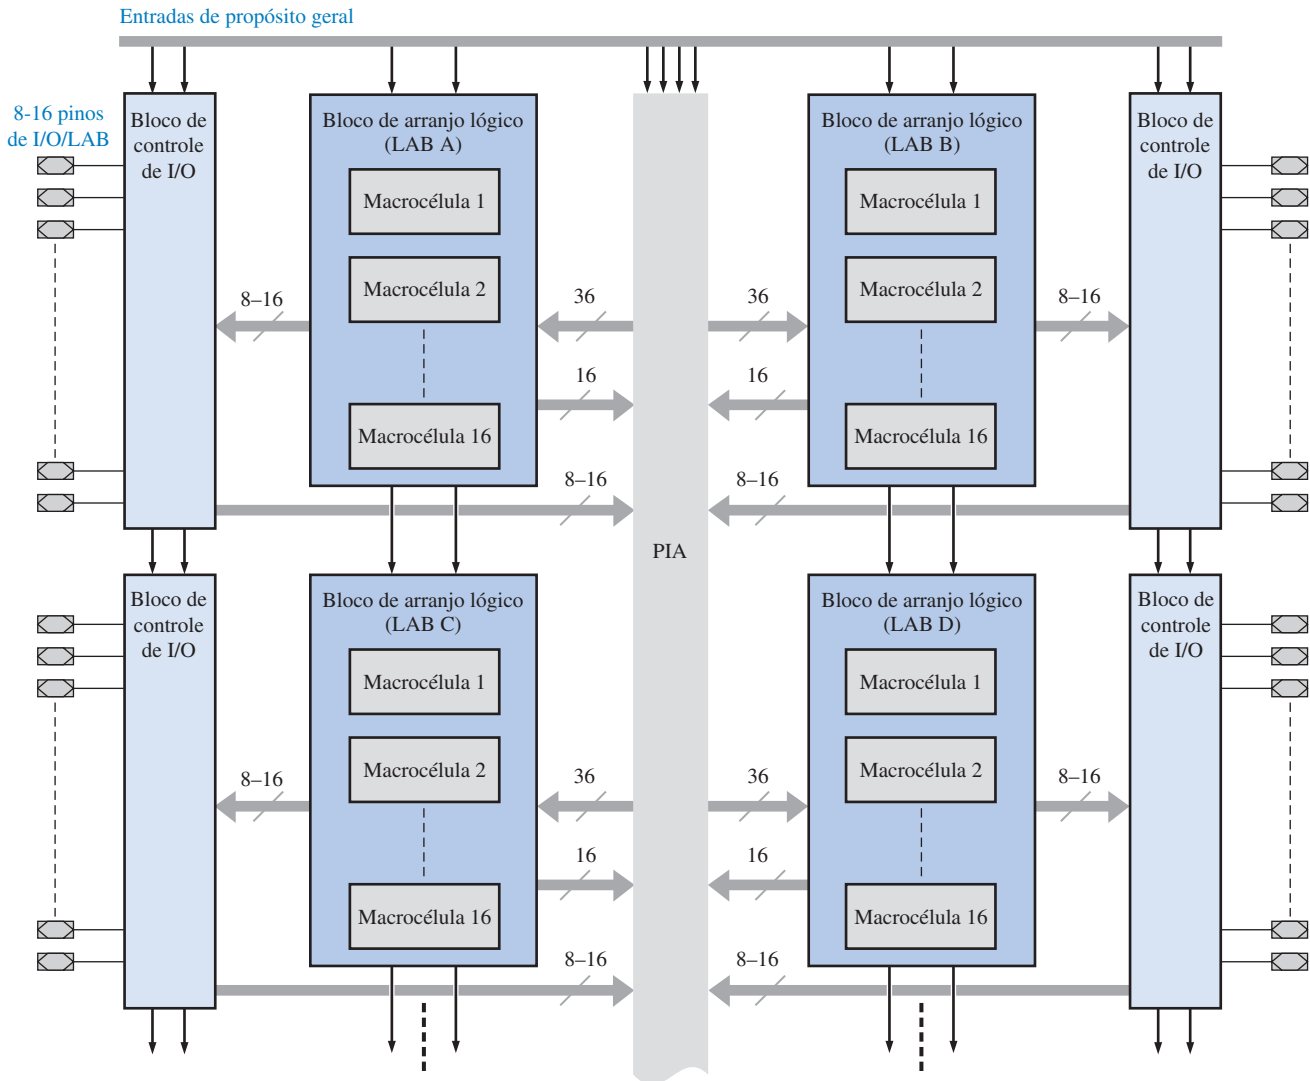 Entradas de propósito geral
8-16 pinos
de I/O/LAB
Bloco de
controle
de I/O
Bloco de arranjo lógico
(LAB A)
Macrocélula 1
Macrocélula 2
Macrocélula 16
8–16
36
16
8–16
PIA
Bloco de arranjo lógico
(LAB B)
Macrocélula 1
Macrocélula 2
Macrocélula 16
36
16
8–16
8–16
Bloco de
controle
de I/O
Bloco de
controle
de I/O
Bloco de arranjo lógico
(LAB C)
Macrocélula 1
Macrocélula 2
Macrocélula 16
8–16
36
16
8–16
Bloco de arranjo lógico
(LAB D)
Macrocélula 1
Macrocélula 2
Macrocélula 16
36
16
8–16
8–16
Bloco de
controle
de I/O